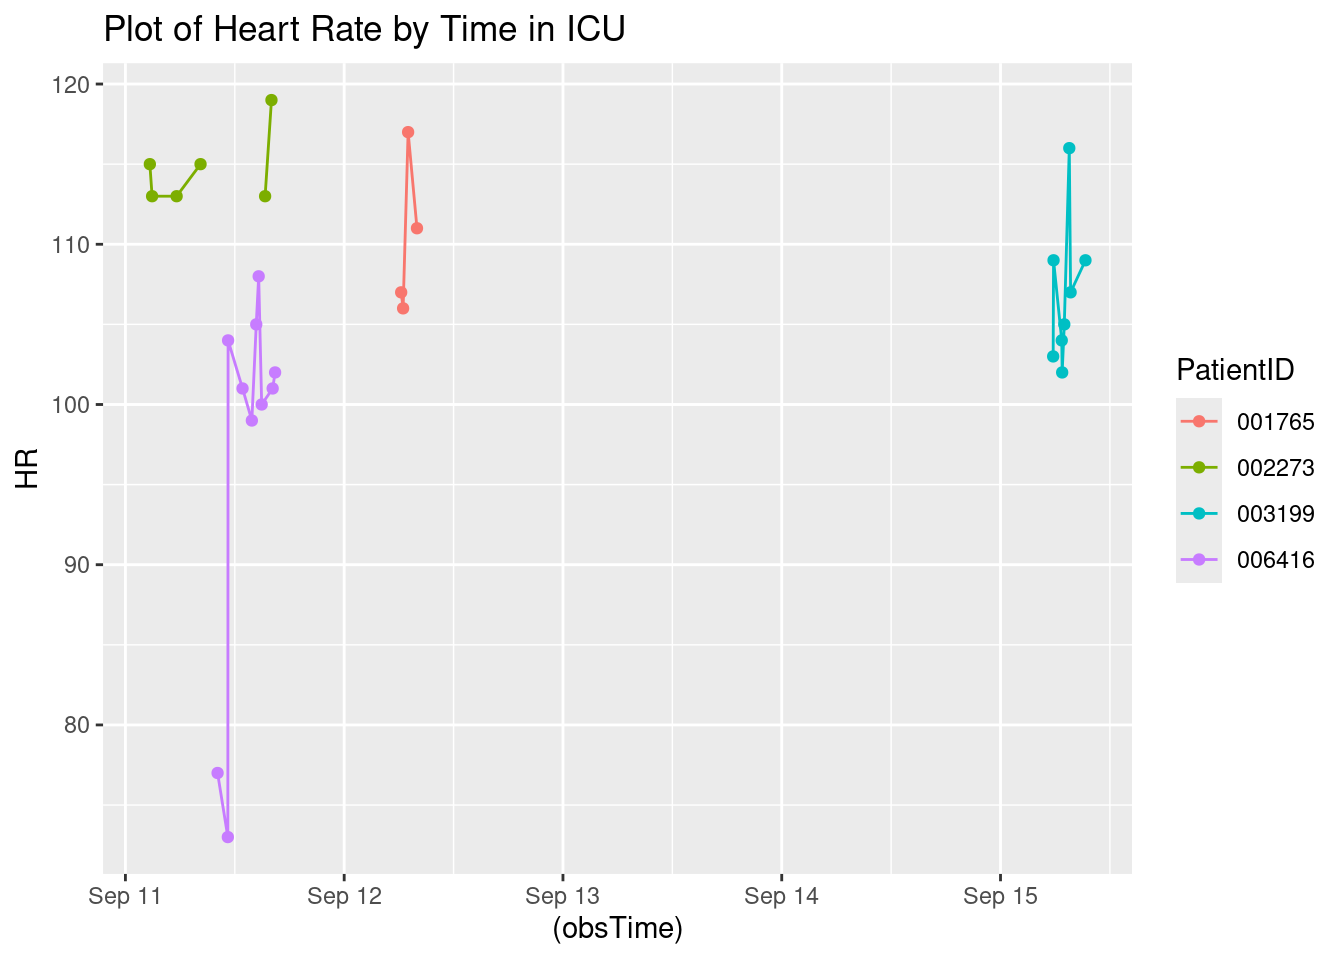 Plot of Heart Rate by Time in ICU
120
110
100
90
80
HR
Sep 11 Sep 12 Sep 13 Sep 14 Sep 15
(obsTime)
PatientID
001765
002273
003199
006416